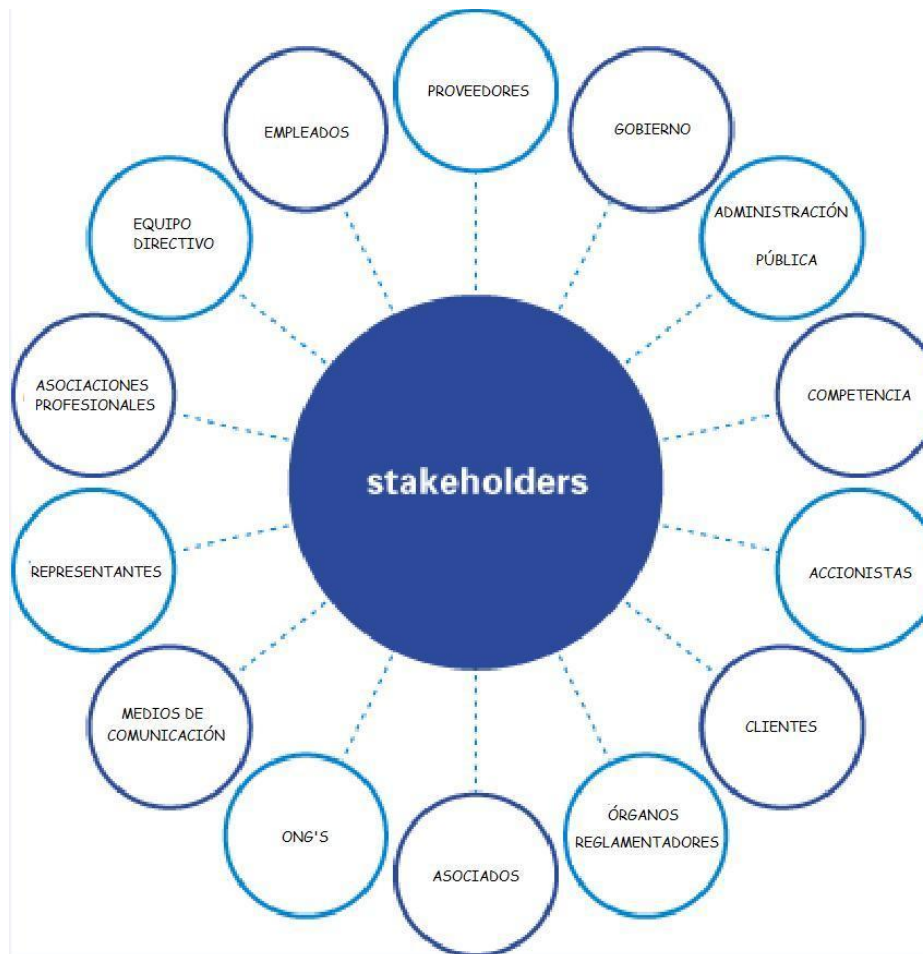 PROVEEDORES
GOBIERNO
ADMINISTRACIÓN
PÚBLICA
COMPETENCIA
ACCIONISTAS
CLIENTES
ÓRGANOS
REGLAMENTADORES
ASOCIADOS
ONG'S
MEDIOS DE
COMUNICACIÓN
REPRESENTANTES
ASOCIACIONES
PROFESIONALES
EQUIPO
DIRECTIVO
EMPLEADOS
stakeholders